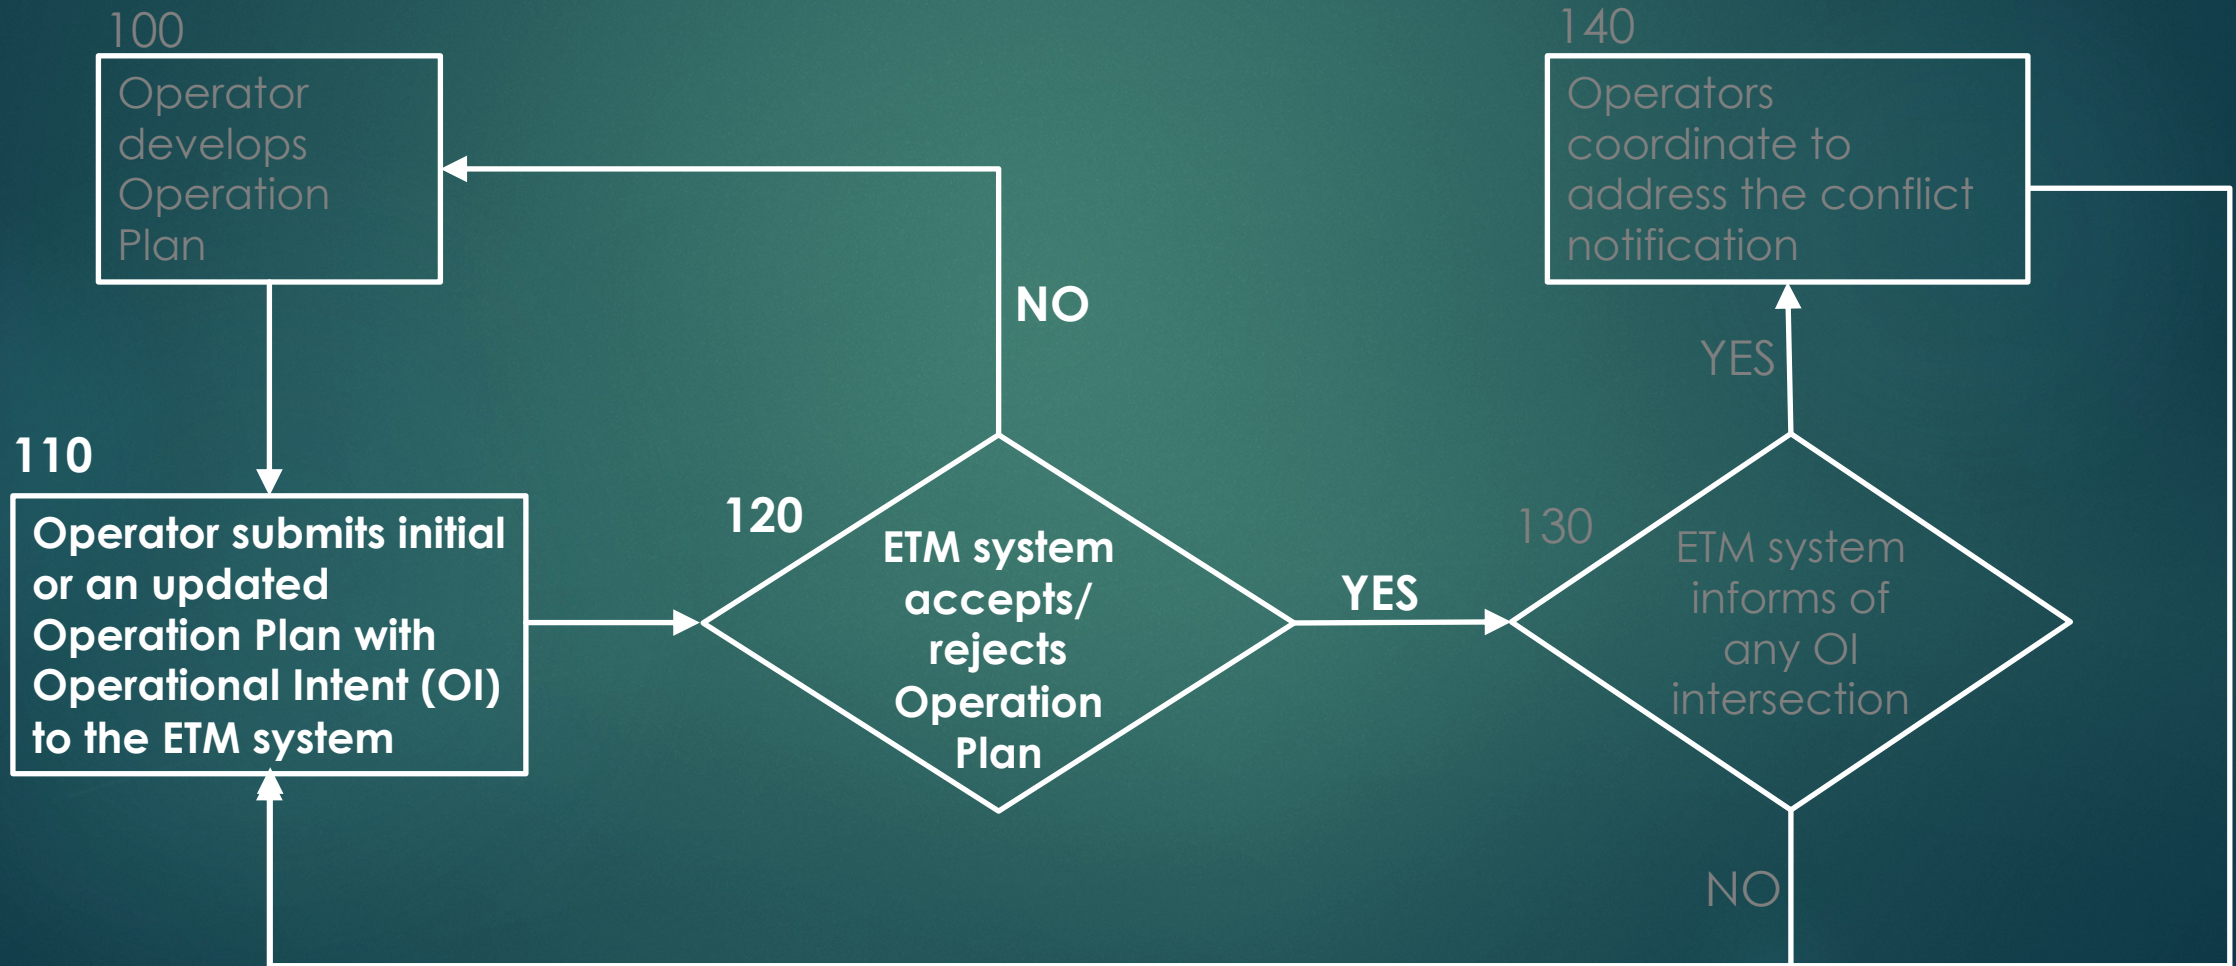 100
Operator
develops
Operation
Plan
140
Operators
coordinate to
address the conflict
notification
NO
YES
110
Operator submits initial
or an updated
Operation Plan with
Operational Intent (OI)
to the ETM system
120
ETM system
accepts/
rejects
Operation
Plan
YES
130
ETM system
informs of
any OI
intersection
NO